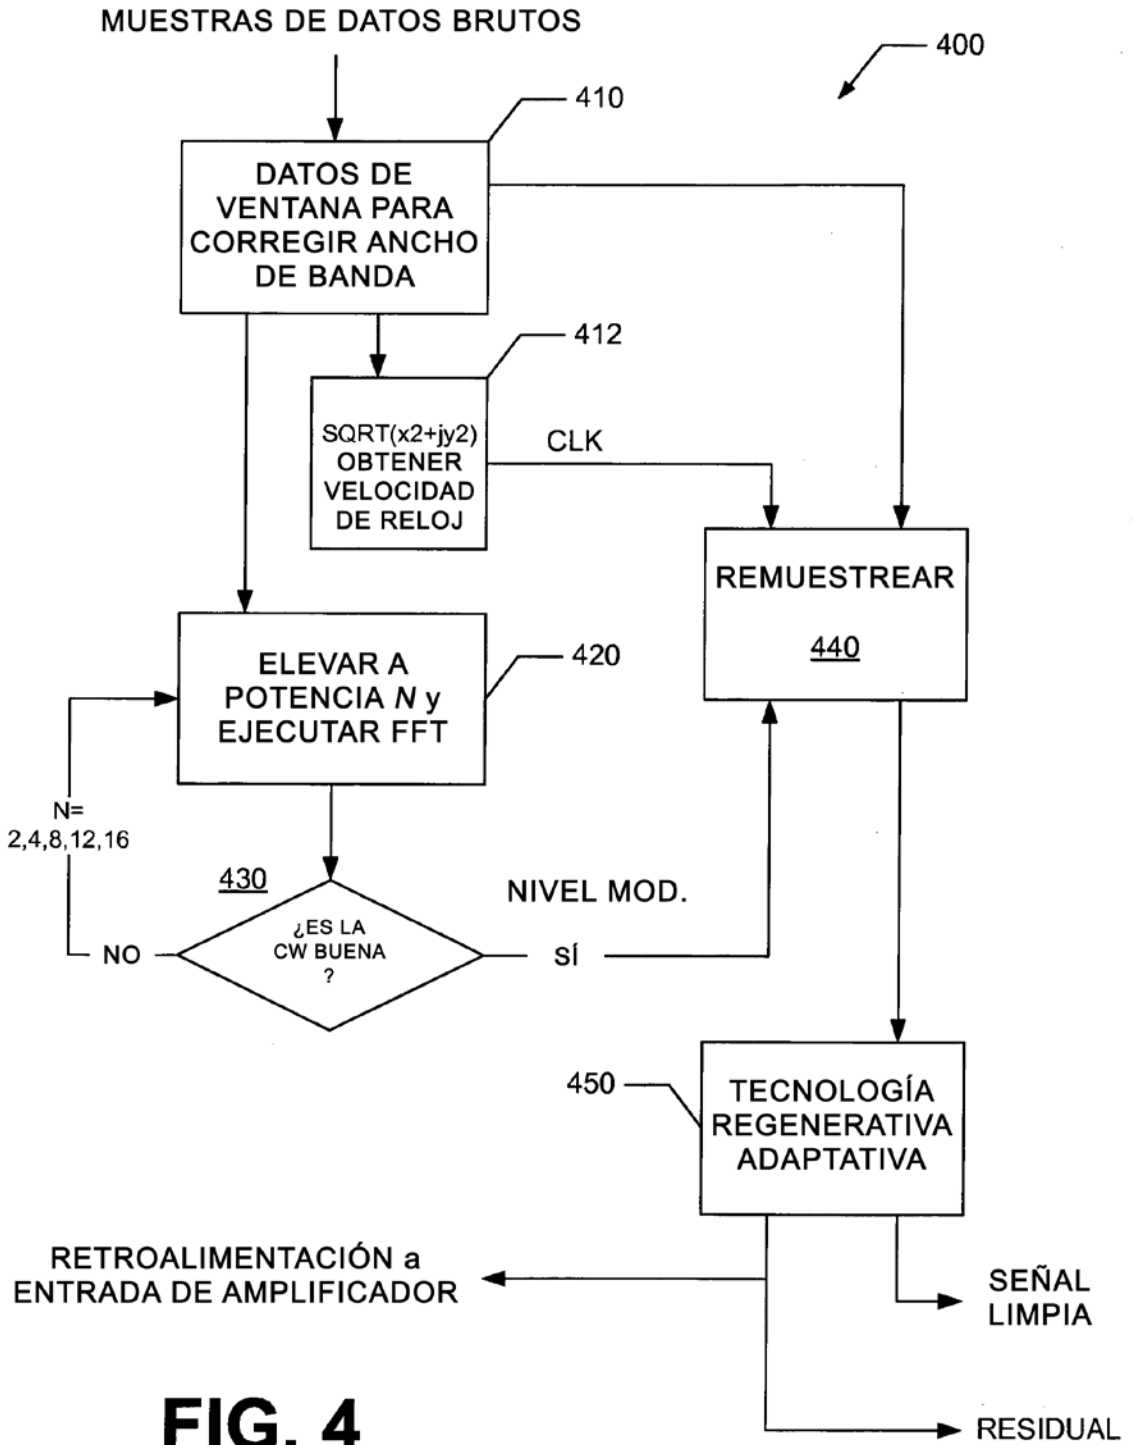 MUESTRAS DE DATOS BRUTOS
400
410
DATOS DE
VENTANA PARA
CORREGIR ANCHO
DE BANDA
412
SQRT(x2+jy2)
OBTENER
VELOCIDAD
DE RELOJ
CLK
REMUESTREAR
440
ELEVAR A
POTENCIA N y
EJECUTAR FFT
420
N=
2,4,8,12,16
430
¿ES LA
CW BUENA
?
NO
NIVEL MOD.
SÍ
450
TECNOLOGÍA
REGENERATIVA
ADAPTATIVA
RETROALIMENTACIÓN a
ENTRADA DE AMPLIFICADOR
SEÑAL
LIMPIA
RESIDUAL
FIG. 4